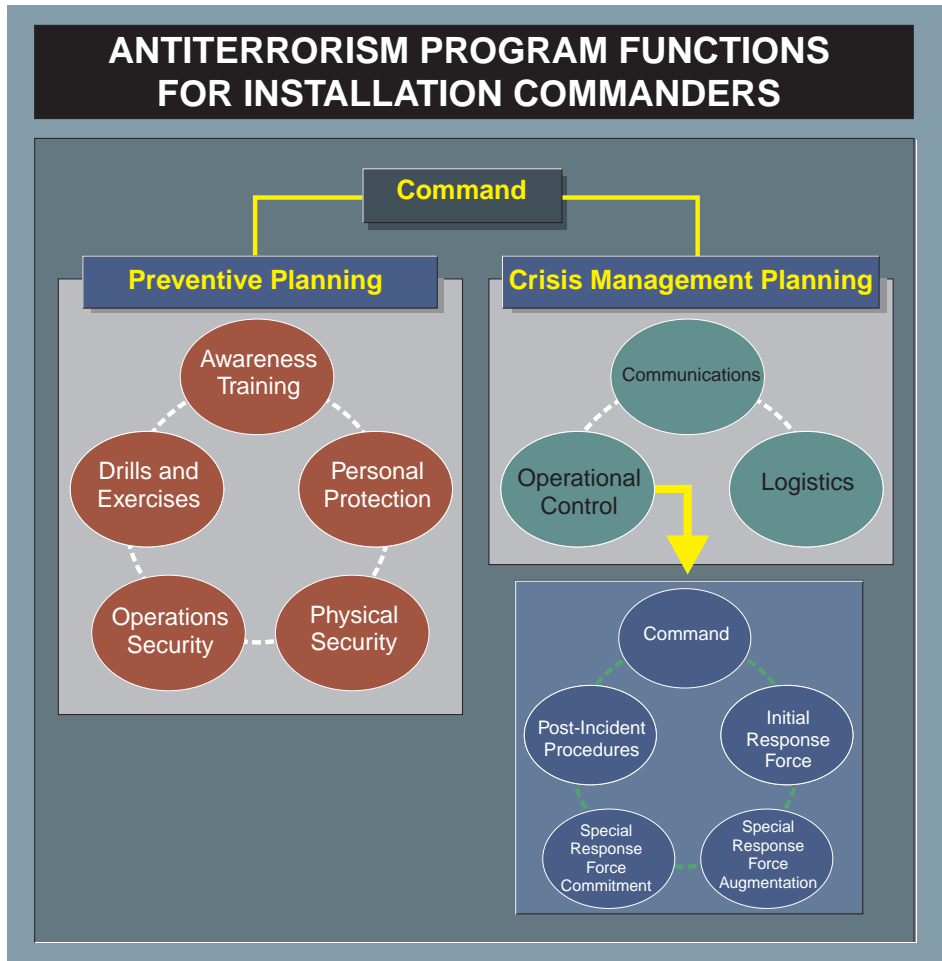 ANTITERRORISM PROGRAM FUNCTIONS
FOR INSTALLATION COMMANDERS
Command
Preventive Planning
Awareness
Training
Drills and
Exercises
Personal
Protection
Operations
Security
Physical
Security
Crisis Management Planning
Communications
Operational
Control
Logistics
Command
Post-Incident
Procedures
Initial
Response
Force
Special
Response
Force
Commitment
Special
Response
Force
Augmentation